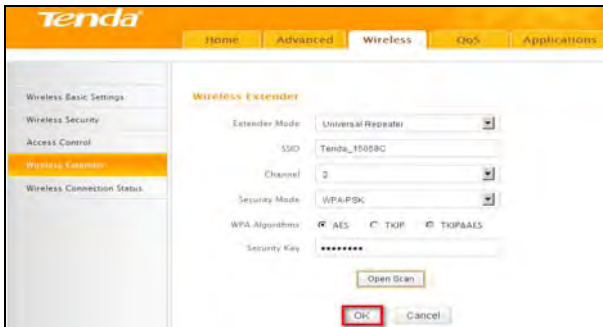 Tenda
Home Advanced Wireless QoS Applications
Wireless Basic Settings
Wireless Security
Access Control
Wireless Extender
Wireless Connection Status
Wireless Extender
Extender Mode Universal Repeater
SSID Tenda_15058C
Channel 2
Security Mode WPA-PSK
WPA Algorithms AES TKIP TKIP&AES
Security Key ********
Open Scan
OK Cancel